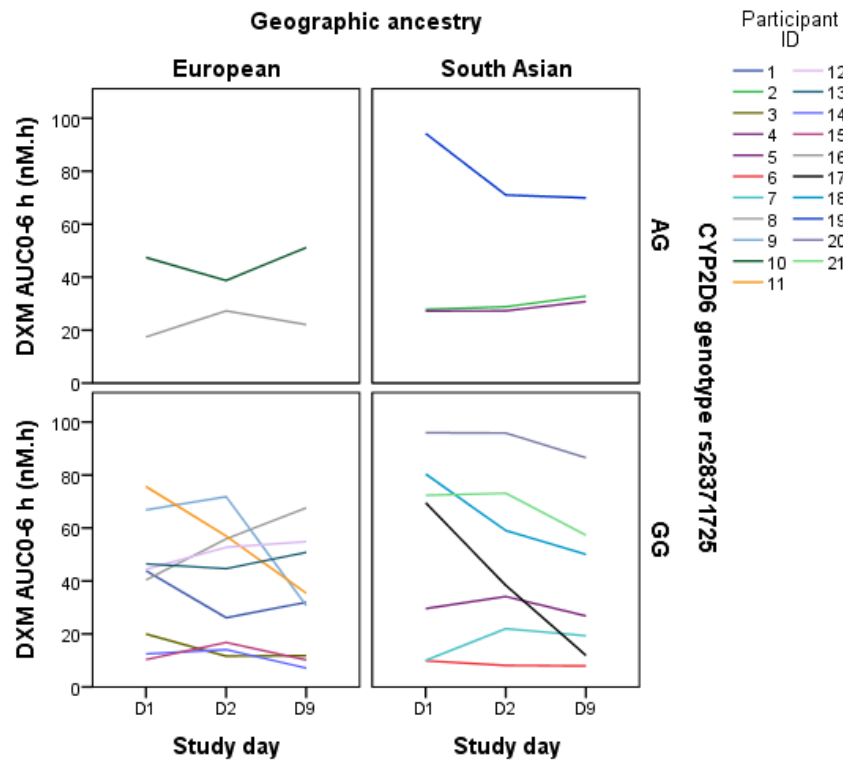 Geographic ancestry
European
South Asian
DXM AUC0-6 h (nM.h)
100
80
60
40
20
0
AG
DXM AUC0-6 h (nM.h)
100
80
60
40
20
0
GG
CYP2D6 genotype rs28371725
D1
D2
D9
D1
D2
D9
Study day
Study day
Participant
ID
1
2
3
4
5
6
7
8
9
10
11
12
13
14
15
16
17
18
19
20
21